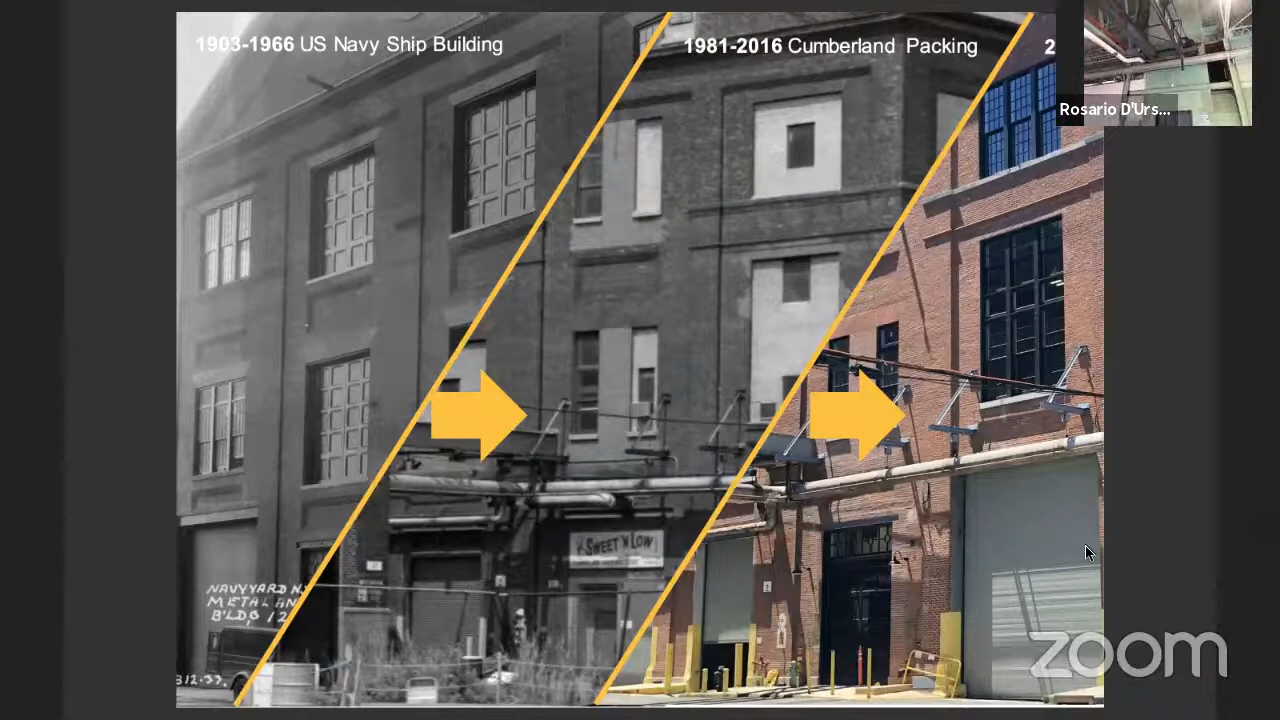 1903-1966 US Navy Ship Building
1981-2016 Cumberland Packing
2
Rosario D'Urs...
SWEET'N LOW
NAVY YARD N.
METAL AN
BLDG 12
zoom